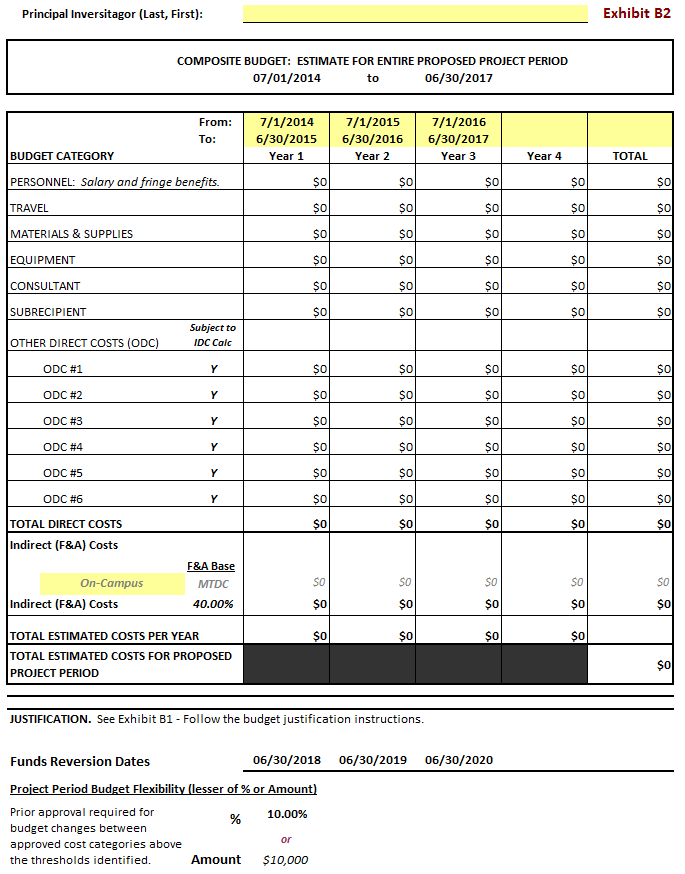 Principal Inversitagor (Last, First): Exhibit B2
COMPOSITE BUDGET: ESTIMATE FOR ENTIRE PROPOSED PROJECT PERIOD
07/01/2014 to 06/30/2017
From: 7/1/2014 7/1/2015 7/1/2016
To: 6/30/2015 6/30/2016 6/30/2017
BUDGET CATEGORY Year 1 Year 2 Year 3 Year 4 TOTAL
PERSONNEL: Salary and fringe benefits. $0 $0 $0 $0 $0
TRAVEL $0 $0 $0 $0 $0
MATERIALS & SUPPLIES $0 $0 $0 $0 $0
EQUIPMENT $0 $0 $0 $0 $0
CONSULTANT $0 $0 $0 $0 $0
SUBRECIPIENT $0 $0 $0 $0 $0
Subject to
OTHER DIRECT COSTS (ODC) IDC Calc
ODC #1 Y $0 $0 $0 $0 $0
ODC #2 Y $0 $0 $0 $0 $0
ODC #3 Y $0 $0 $0 $0 $0
ODC #4 Y $0 $0 $0 $0 $0
ODC #5 Y $0 $0 $0 $0 $0
ODC #6 Y $0 $0 $0 $0 $0
TOTAL DIRECT COSTS $0 $0 $0 $0 $0
Indirect (F&A) Costs
F&A Base
On-Campus MTDC $0 $0 $0 $0 $0
Indirect (F&A) Costs 40.00% $0 $0 $0 $0 $0
TOTAL ESTIMATED COSTS PER YEAR $0 $0 $0 $0
TOTAL ESTIMATED COSTS FOR PROPOSED
PROJECT PERIOD $0
JUSTIFICATION. See Exhibit B1 - Follow the budget justification instructions.
Funds Reversion Dates 06/30/2018 06/30/2019 06/30/2020
Project Period Budget Flexibility (lesser of % or Amount)
Prior approval required for
budget changes between
approved cost categories above
the thresholds identified.
% 10.00%
or
Amount $10,000